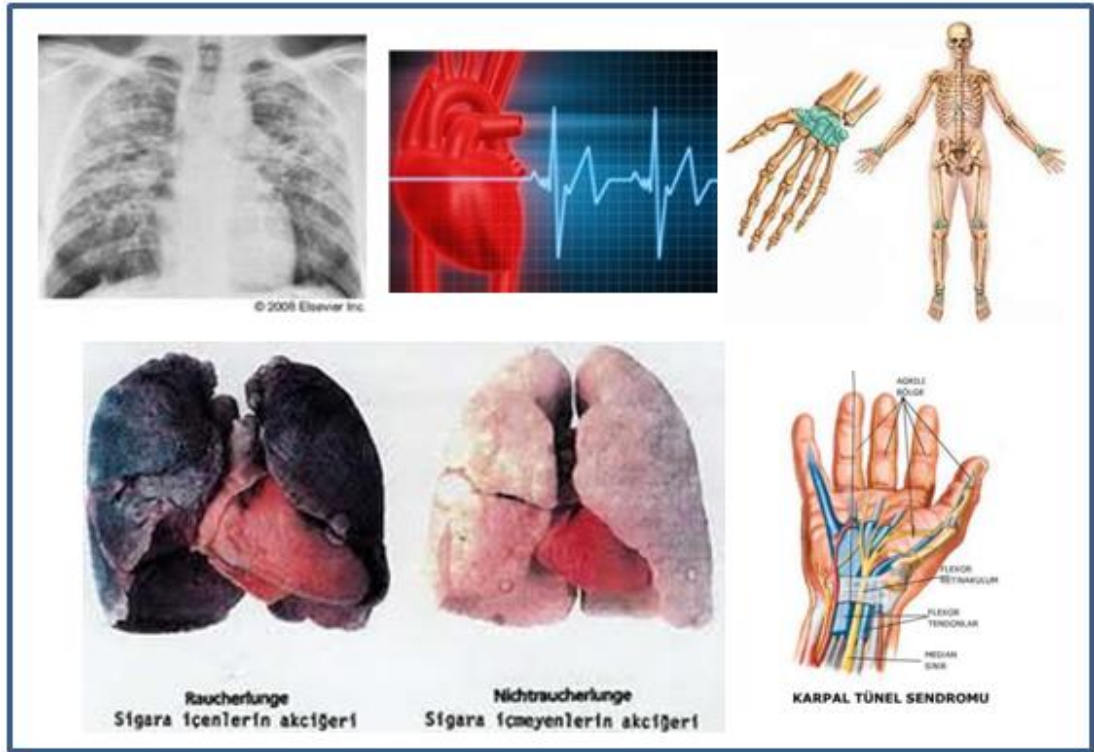 © 2008 Elsevier Inc.
Raucherlunge
Sigara içenlerin akciğeri
Nichtraucherlunge
Sigara içmeyenlerin akciğeri
AĞRILI
BÖLGE
FLEXOR
RETINAKULUM
FLEXOR
TENDONLAR
MEDIAN
SINIR
KARPAL TÜNEL SENDROMU